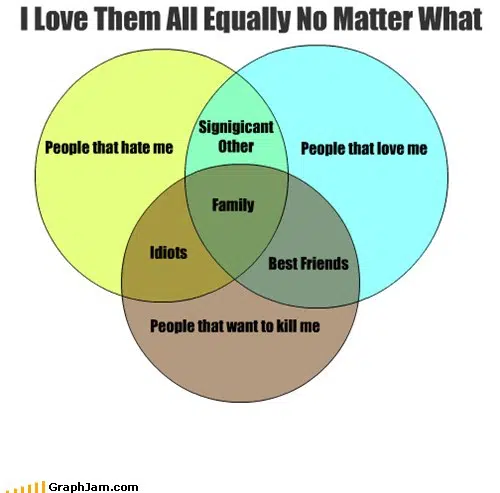 I Love Them All Equally No Matter What
Signigicant
Other
People that hate me
People that love me
Family
Idiots
Best Friends
People that want to kill me
GraphJam.com